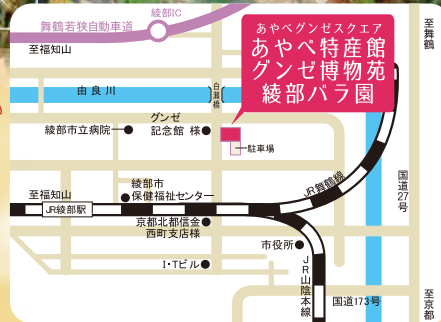 綾部IC
舞鶴若狭自動車道
至福知山
至舞鶴
あやべグンゼスクエア
あやべ特産館
グンゼ博物苑
綾部バラ園
由良川
白瀬橋
グンゼ
記念館 様
綾部市立病院
駐車場
JR舞鶴線
国道27号
至福知山
綾部市
保健福祉センター
JR綾部駅
京都北都信金
西町支店様
市役所
I・Tビル
JR山陰本線
国道173号
至京都